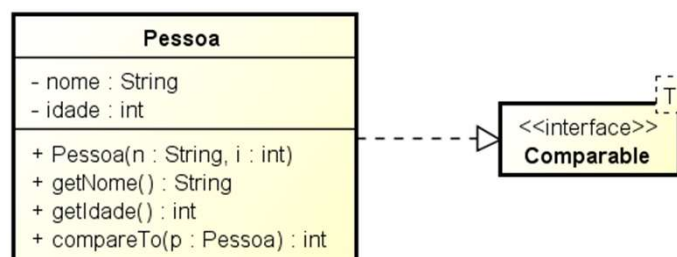 Pessoa
- nome : String
- idade : int
+ Pessoa(n : String, i : int)
+ getNome() : String
+ getIdade() : int
+ compareTo(p : Pessoa) : int
T
<<interface>>
Comparable